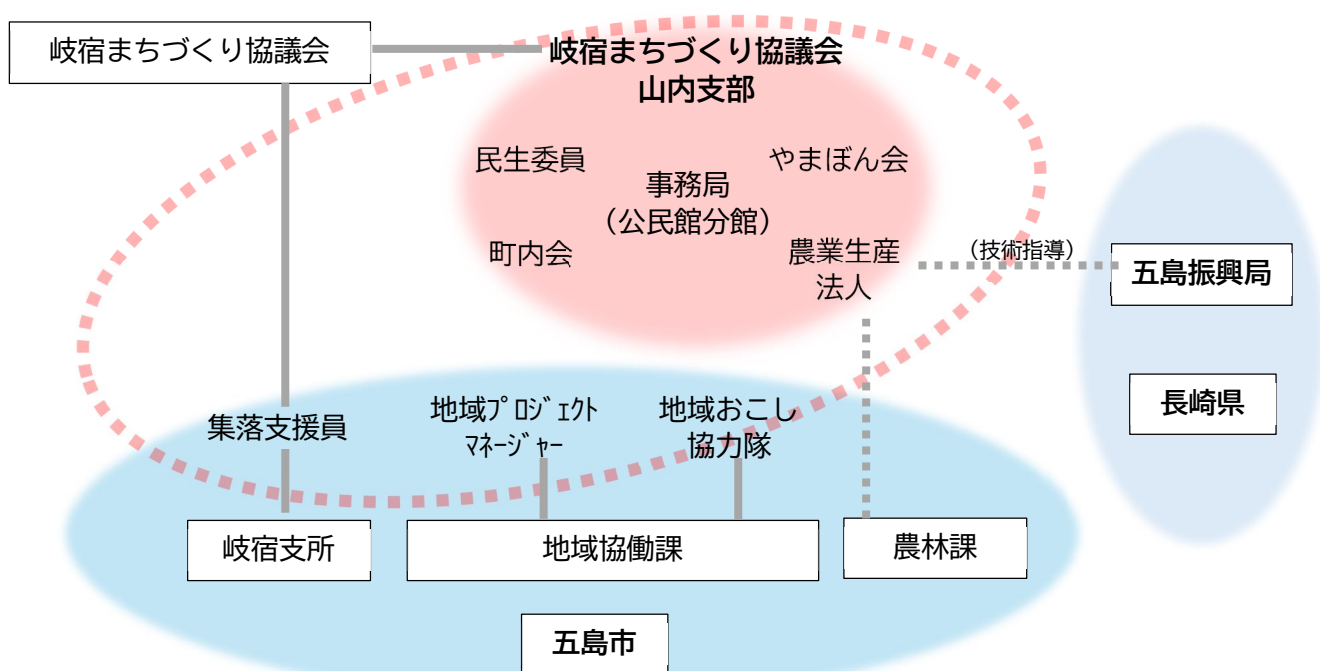 岐宿まちづくり協議会
岐宿まちづくり協議会
山内支部
民生委員
やまぼん会
事務局
（公民館分館）
町内会
農業生産
法人
（技術指導）
五島振興局
長崎県
集落支援員
地域ﾌﾟﾛｼﾞｪｸﾄ
ﾏﾈｰｼﾞｬｰ
地域おこし
協力隊
岐宿支所
地域協働課
農林課
五島市